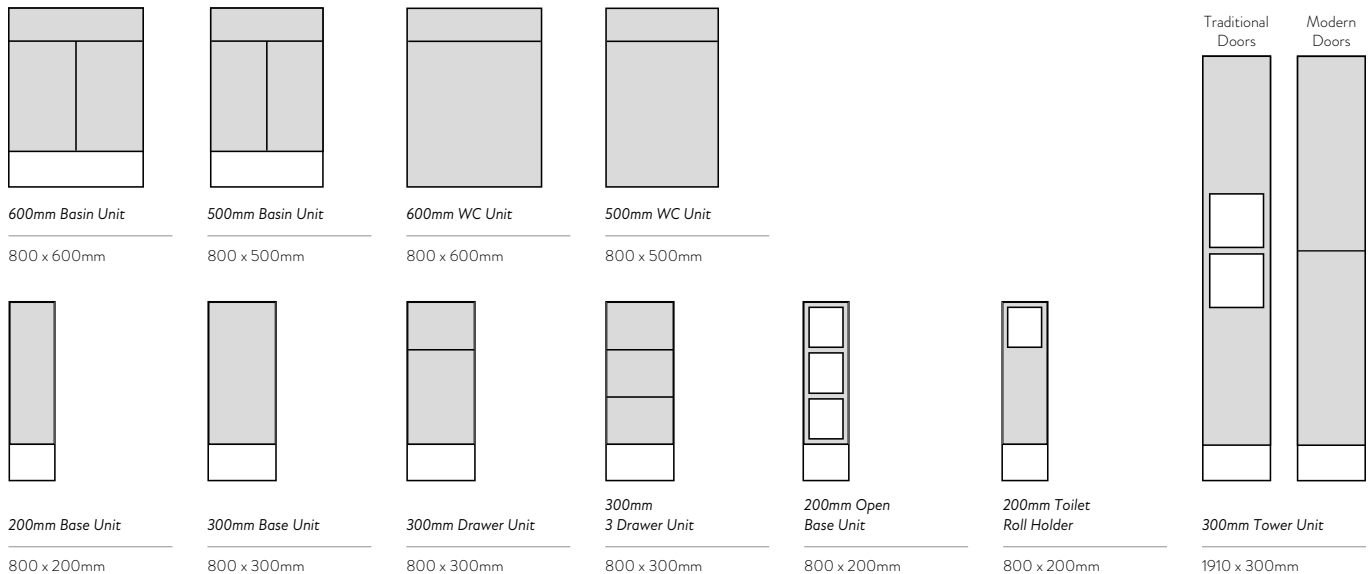 Traditional
Doors
Modern
Doors
600mm Basin Unit
800 x 600mm
500mm Basin Unit
800 x 500mm
600mm WC Unit
800 x 600mm
500mm WC Unit
800 x 500mm
200mm Base Unit
800 x 200mm
300mm Base Unit
800 x 300mm
300mm Drawer Unit
800 x 300mm
300mm
3 Drawer Unit
800 x 300mm
200mm Open
Base Unit
800 x 200mm
200mm Toilet
Roll Holder
800 x 200mm
300mm Tower Unit
1910 x 300mm